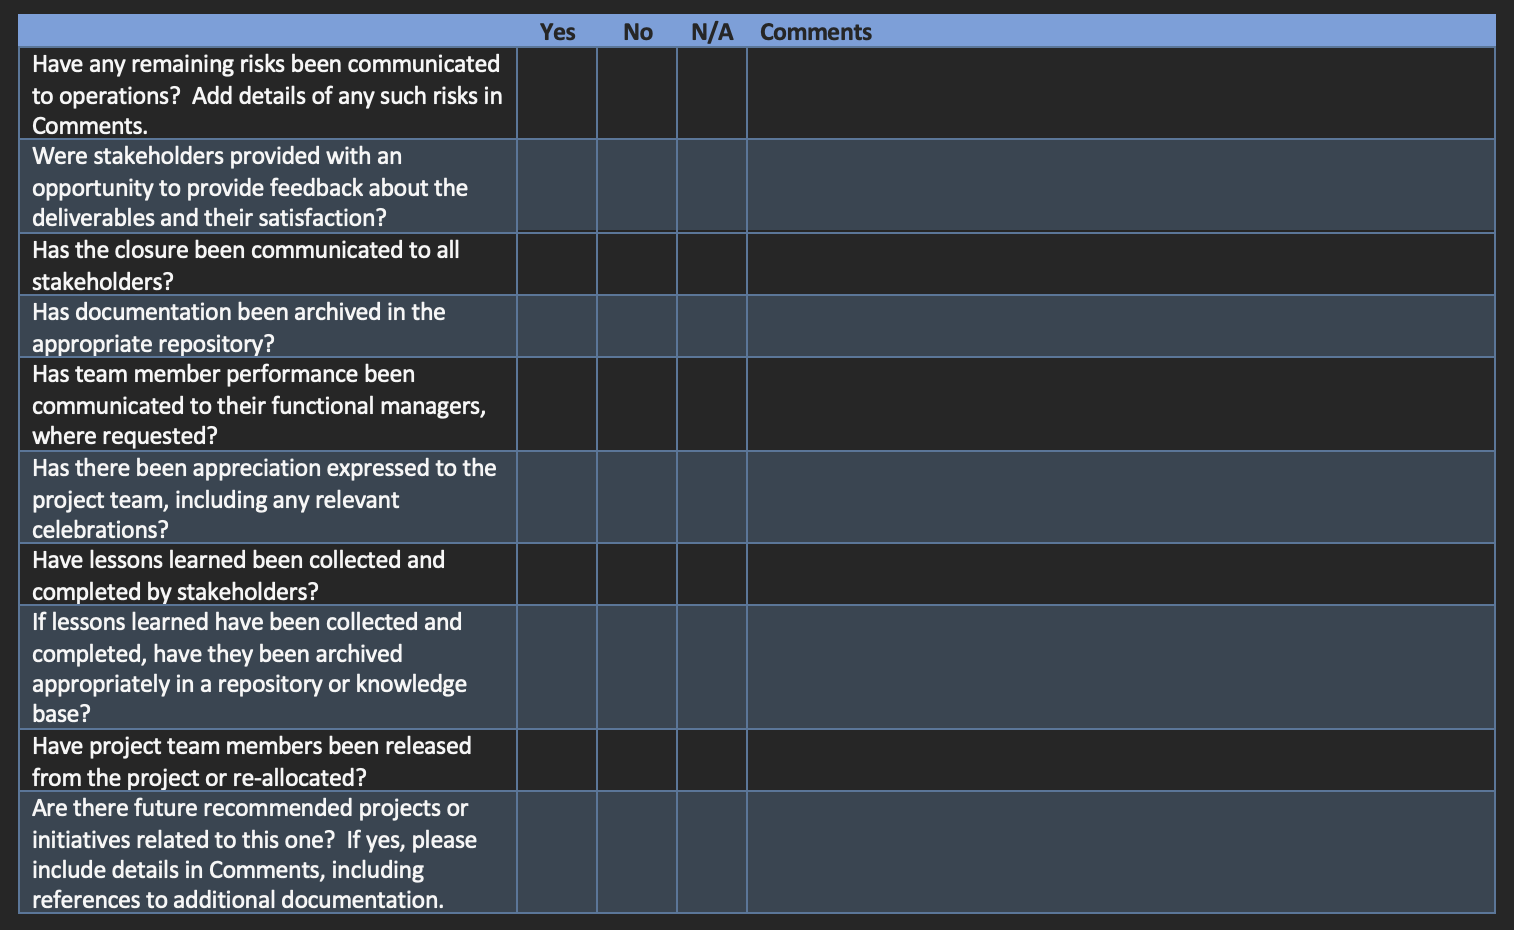 Yes No N/A Comments
Have any remaining risks been communicated
to operations?  Add details of any such risks in
Comments.
Were stakeholders provided with an
opportunity to provide feedback about the
deliverables and their satisfaction?
Has the closure been communicated to all
stakeholders?
Has documentation been archived in the
appropriate repository?
Has team member performance been
communicated to their functional managers,
where requested?
Has there been appreciation expressed to the
project team, including any relevant
celebrations?
Have lessons learned been collected and
completed by stakeholders?
If lessons learned have been collected and
completed, have they been archived
appropriately in a repository or knowledge
base?
Have project team members been released
from the project or re-allocated?
Are there future recommended projects or
initiatives related to this one?  If yes, please
include details in Comments, including
references to additional documentation.